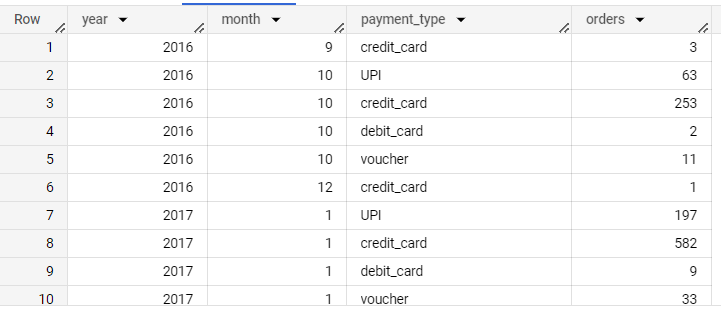 Row year month payment_type orders
1 2016 9 credit_card 3
2 2016 10 UPI 63
3 2016 10 credit_card 253
4 2016 10 debit_card 2
5 2016 10 voucher 11
6 2016 12 credit_card 1
7 2017 1 UPI 197
8 2017 1 credit_card 582
9 2017 1 debit_card 9
10 2017 1 voucher 33